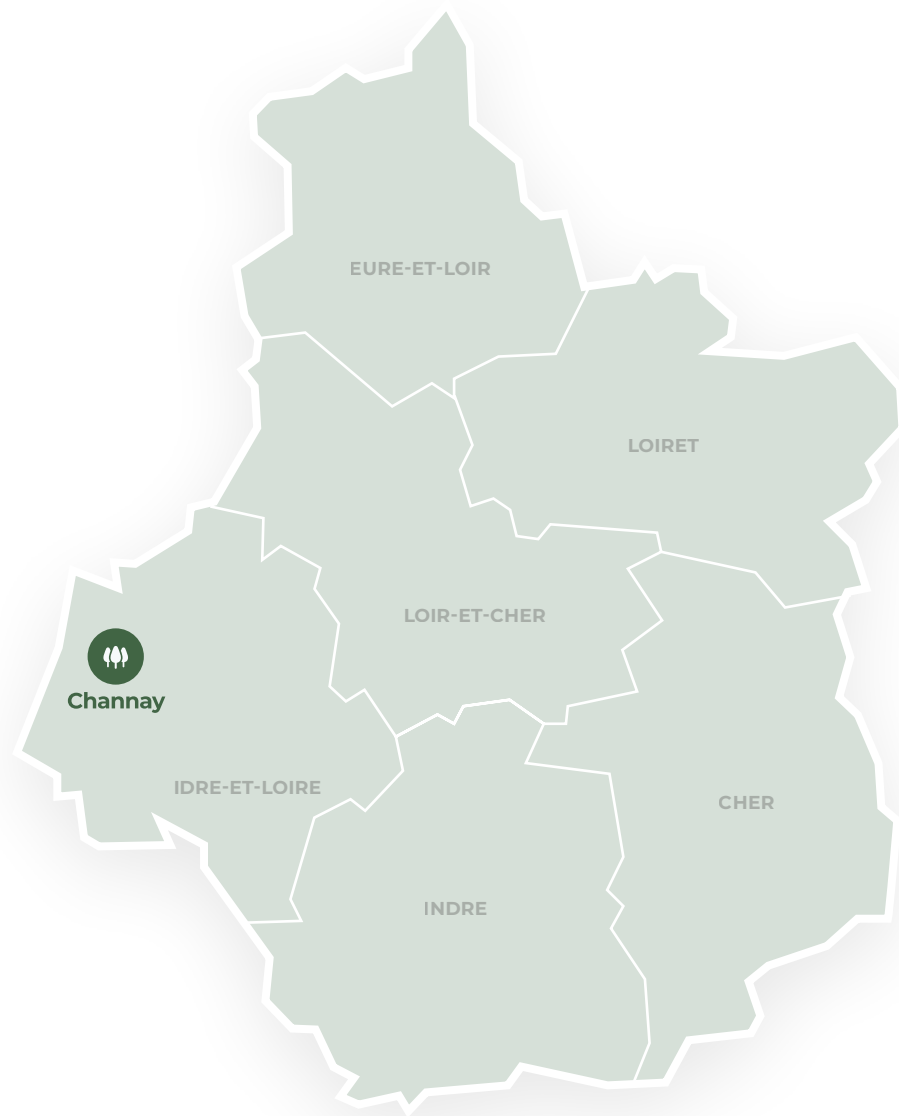 EURE-ET-LOIR
LOIRET
LOIR-ET-CHER
Channay
IDRE-ET-LOIRE
CHER
INDRE